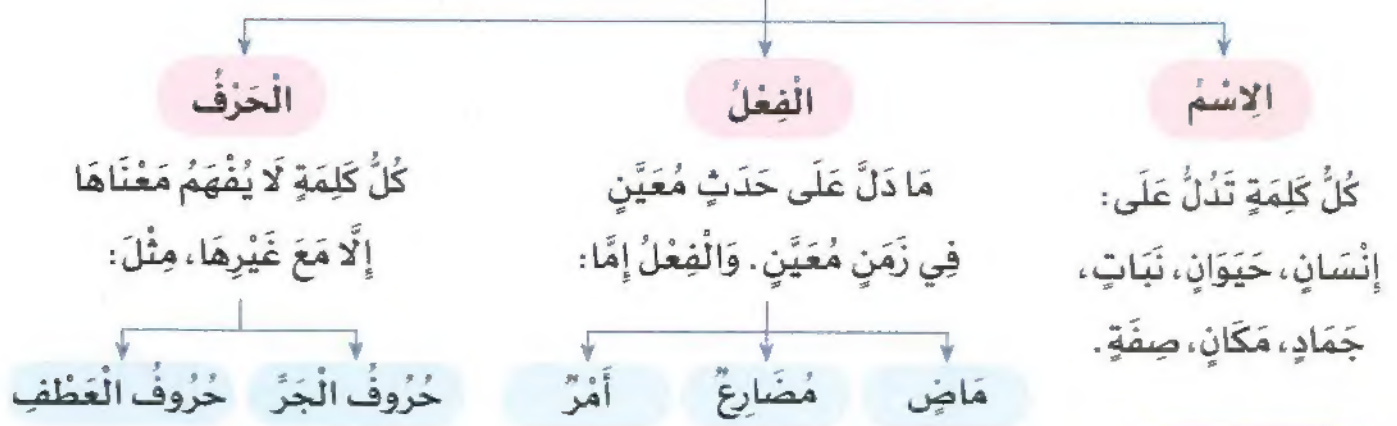 الِاسْمُ
كُلُّ كَلِمَةٍ تَدُلُّ عَلَى:
إِنْسَانٍ، حَيَوَانٍ، نَبَاتٍ،
جَمَادٍ، مَكَانٍ، صِفَةٍ.
الْفِعْلُ
مَا دَلَّ عَلَى حَدَثٍ مُعَيَّنٍ
فِي زَمَنٍ مُعَيَّنٍ. وَالْفِعْلُ إِمَّا:
مَاضٍ
مُضَارِعٌ
أَمْرٌ
الْحَرْفُ
كُلُّ كَلِمَةٍ لَا يُفْهَمُ مَعْنَاهَا
إِلَّا مَعَ غَيْرِهَا، مِثْلَ:
حُرُوفُ الْجَرِّ
حُرُوفُ الْعَطْفِ